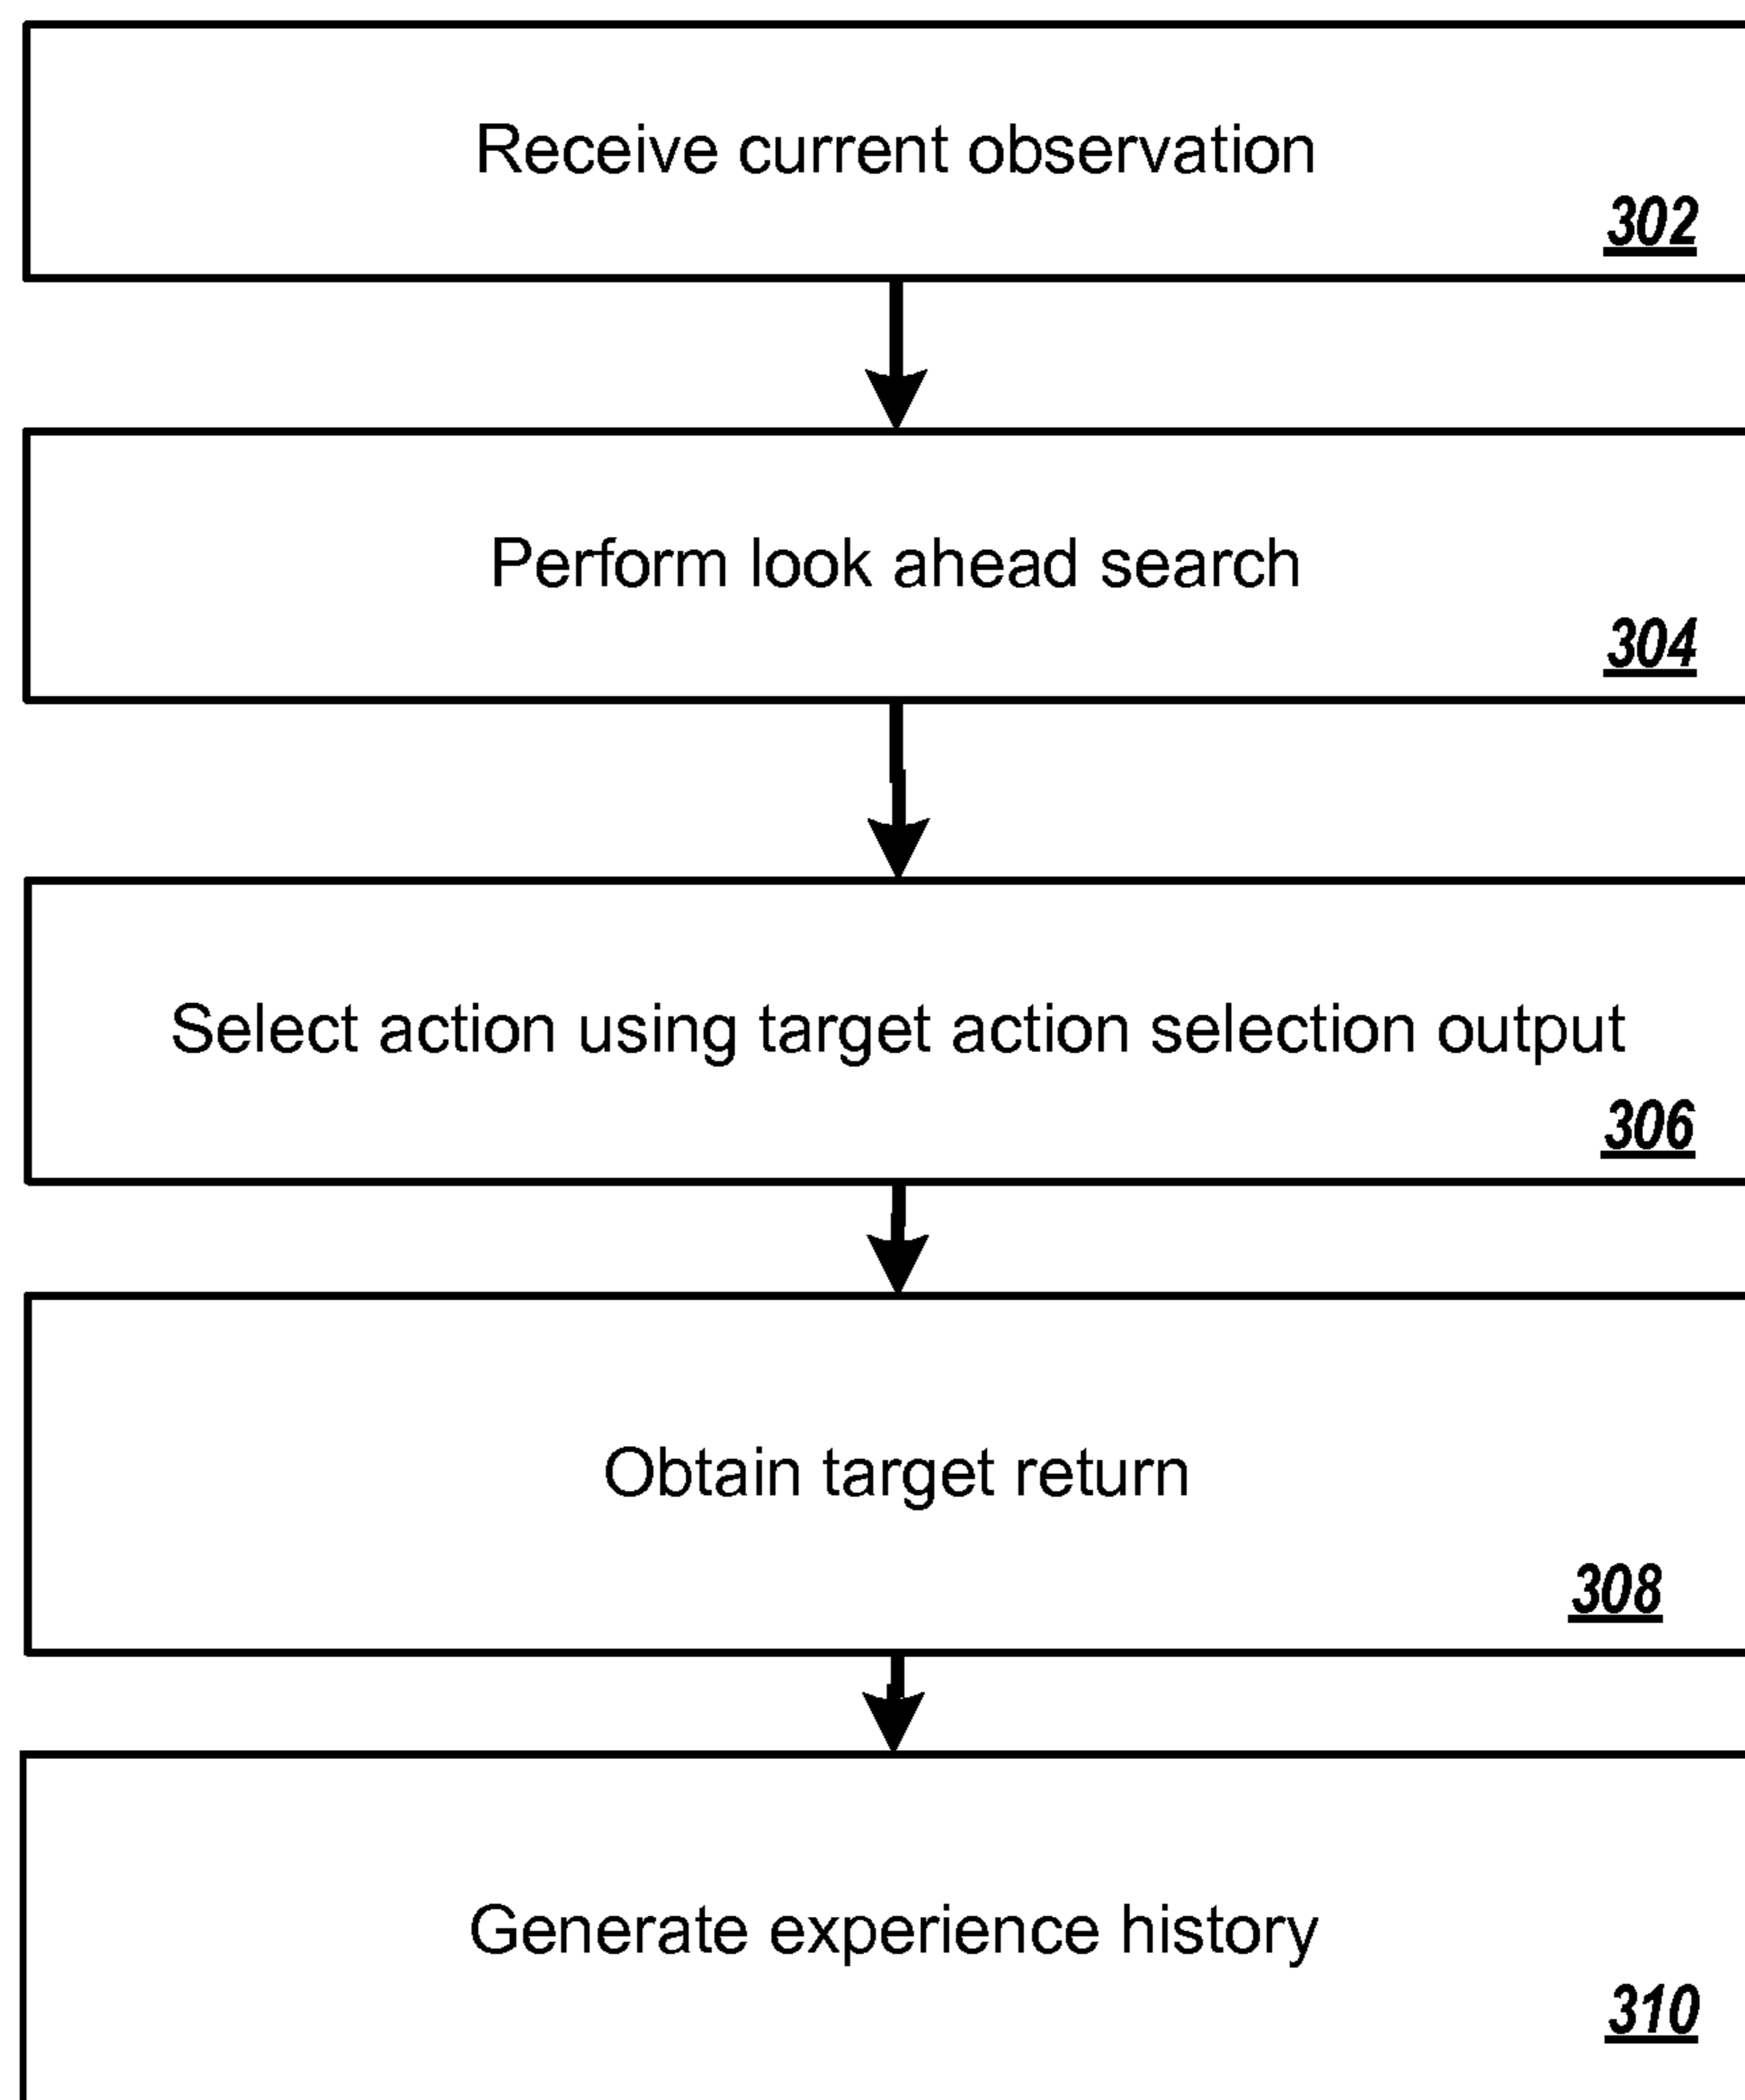 Receive current observation
302
Perform look ahead search
304
Select action using target action selection output
306
Obtain target return
308
Generate experience history
310